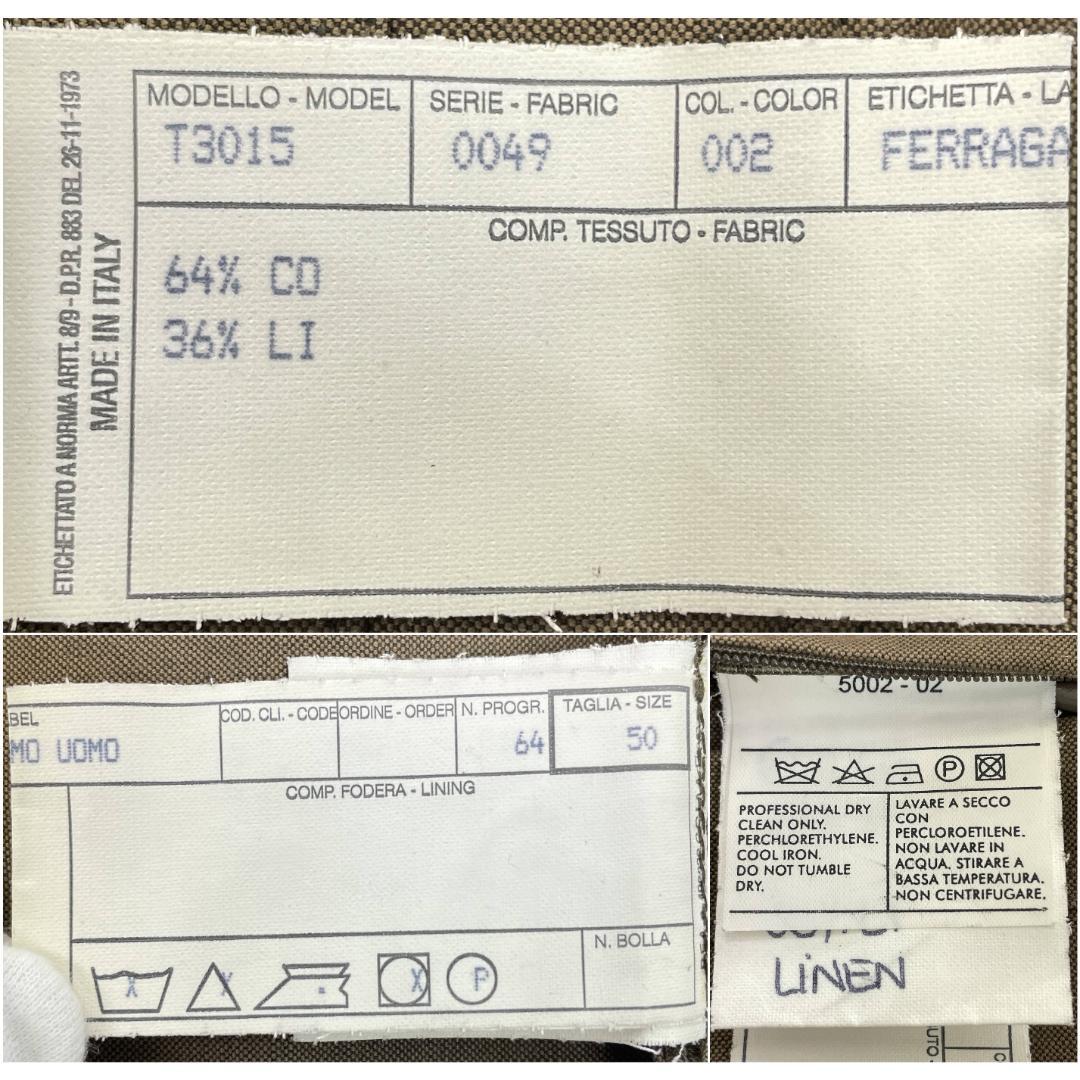 ETICHETTATO A NORMA ARTT. 8/9 - D.P.R. 883 DEL 26-11-1973
MADE IN ITALY
MODELLO - MODEL
T3015
SERIE - FABRIC
0049
COL. - COLOR
002
ETICHETTA - LA
FERRAGA
COMP. TESSUTO - FABRIC
64% CO
36% LI
BEL
MO UOMO
COD. CLI. - CODE
ORDINE - ORDER
N. PROGR.
64
TAGLIA - SIZE
50
COMP. FODERA - LINING
X
X
X
P
N. BOLLA
5002 - 02
P
PROFESSIONAL DRY
CLEAN ONLY.
PERCHLORETHYLENE.
COOL IRON.
DO NOT TUMBLE
DRY.
LAVARE A SECCO
CON
PERCLOROETILENE.
NON LAVARE IN
ACQUA. STIRARE A
BASSA TEMPERATURA.
NON CENTRIFUGARE.
LINEN
UTO -